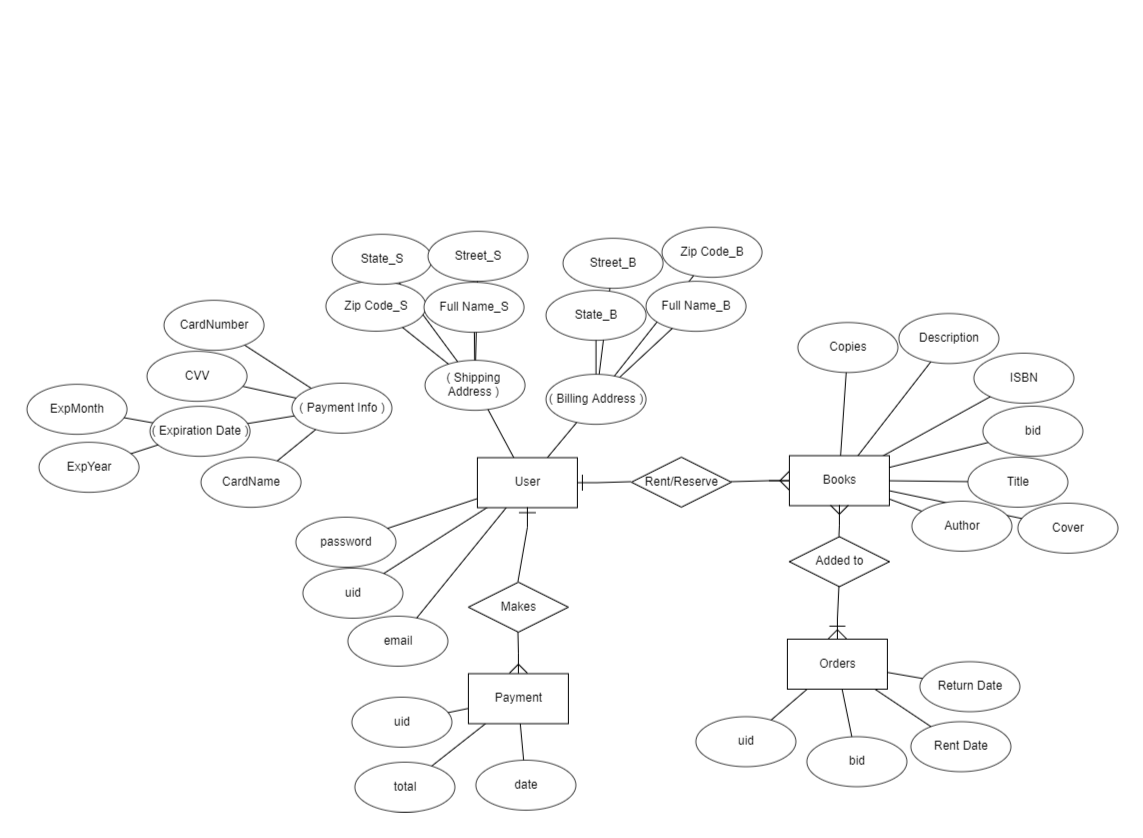 Zip Code_B
Street_S
State_S
Street_B
Zip Code_S
Full Name_S
State_B
Full Name_B
CardNumber
CVV
( Shipping
Address )
( Billing Address )
ExpMonth
( Payment Info )
( Expiration Date )
ExpYear
CardName
Copies
Description
ISBN
bid
User
Rent/Reserve
Books
Title
Author
Cover
password
Added to
uid
Makes
email
Orders
Return Date
Payment
uid
uid
Rent Date
bid
total
date